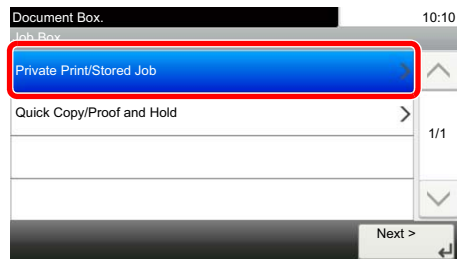 Document Box.
10:10
Job Box
Private Print/Stored Job
Quick Copy/Proof and Hold
1/1
Next >